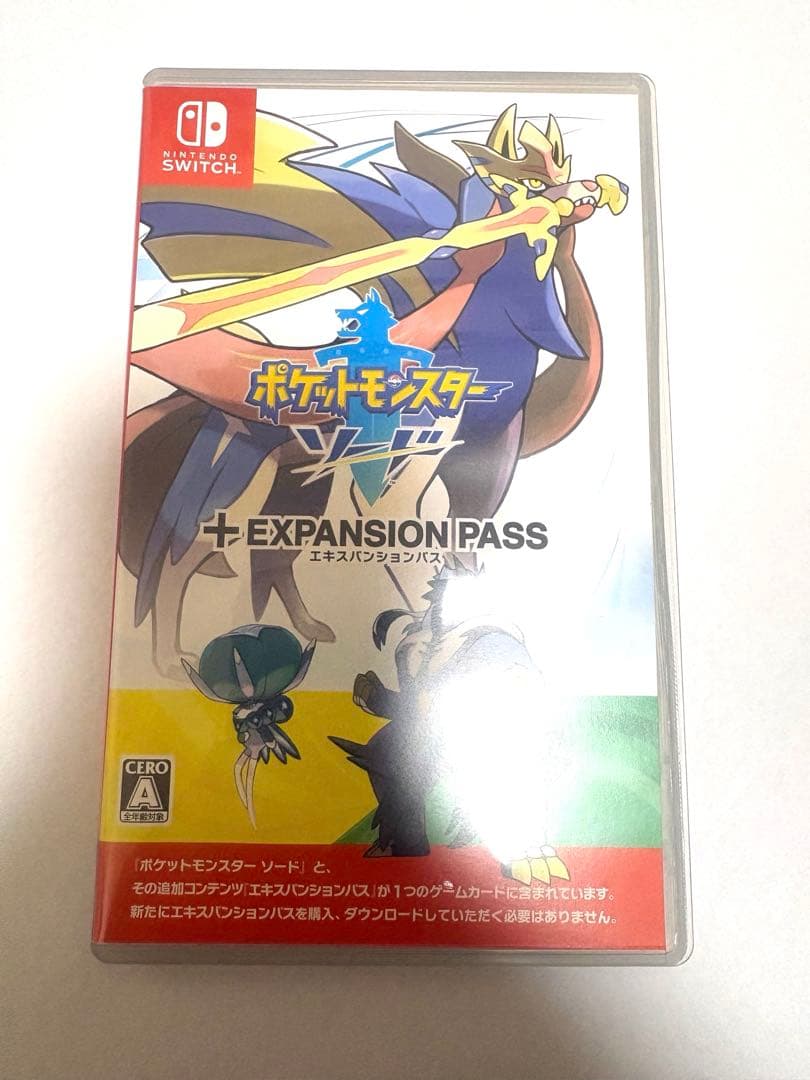 NINTENDO
SWITCH™
ポケットモンスター
ソード
+EXPANSION PASS
エキスパンションパス
CERO
A
全年齢対象
『ポケットモンスター ソード』と、
その追加コンテンツ『エキスパンションパス』が1つのゲームカードに含まれています。
新たにエキスパンションパスを購入、ダウンロードしていただく必要はありません。